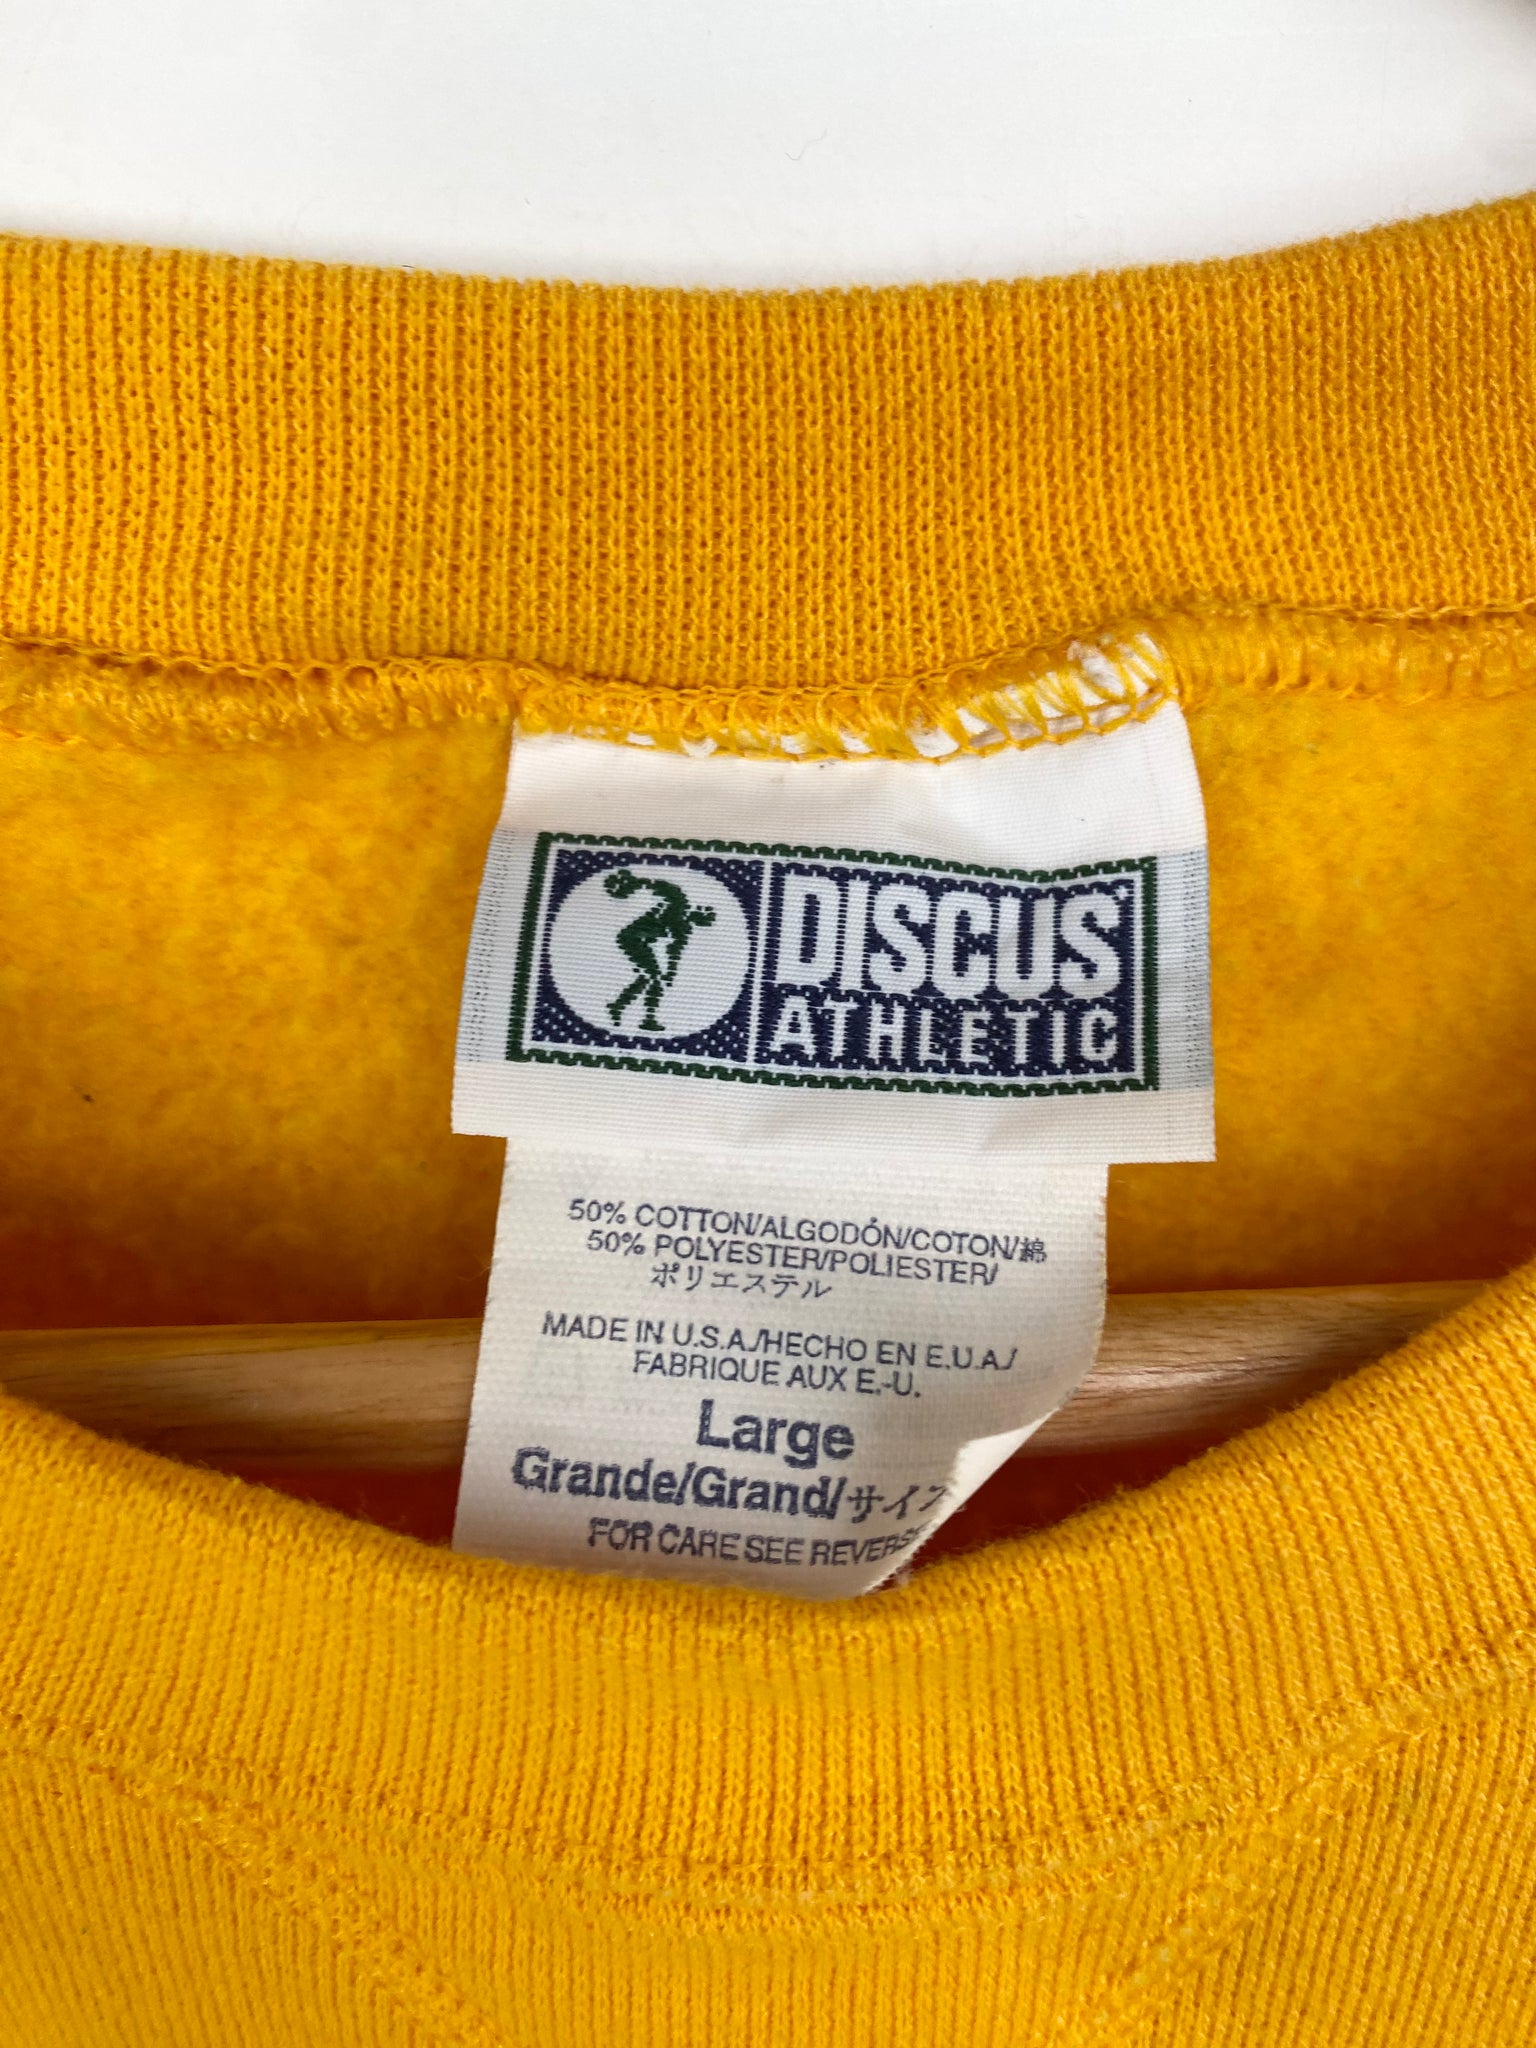 DISCUS
ATHLETIC
50% COTTON/ALGODÓN/COTON/綿
50% POLYESTER/POLIESTER/
ポリエステル
MADE IN U.S.A./HECHO EN E.U.A./
FABRIQUE AUX E.-U.
Large
Grande/Grand/サイズ
FOR CARE SEE REVERSE